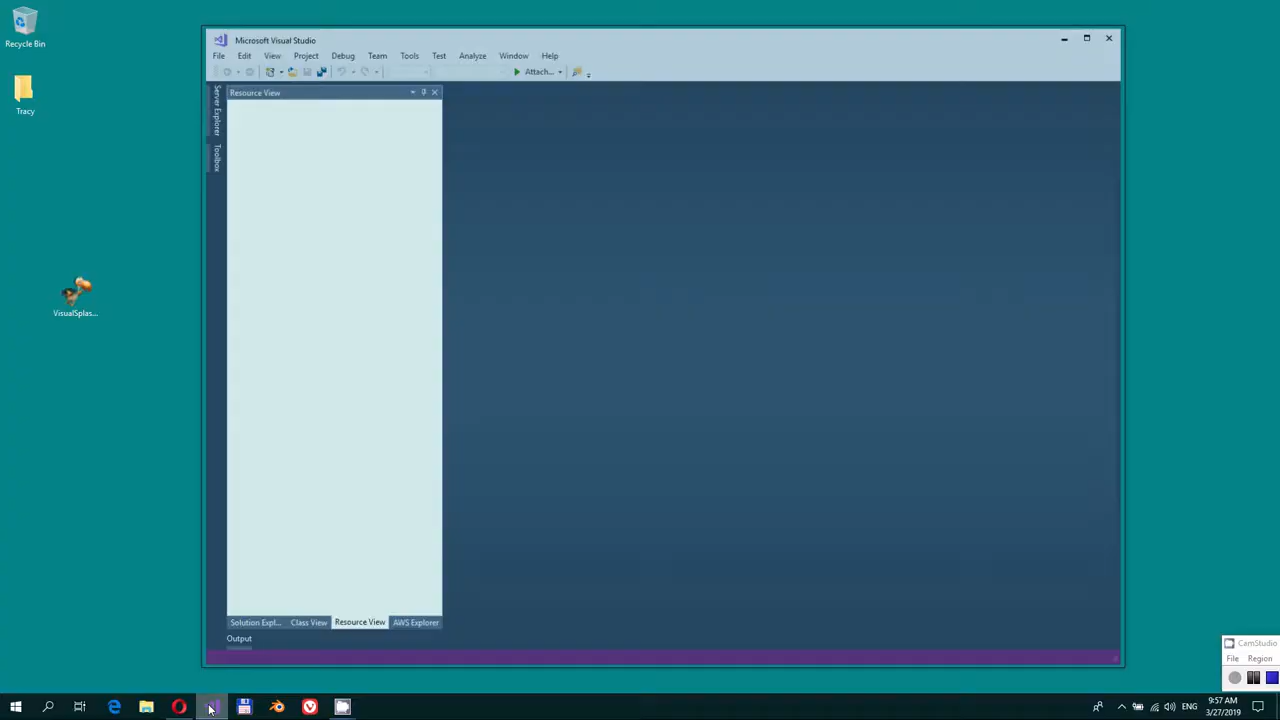 Recycle Bin
Tracy
VisualSplas...
Microsoft Visual Studio
File Edit View Project Debug Team Tools Test Analyze Window Help
Attach...
Server Explorer
Toolbox
Resource View
Solution Expl... Class View Resource View AWS Explorer
Output
CamStudio
File Region
ENG
9:57 AM
3/27/2019